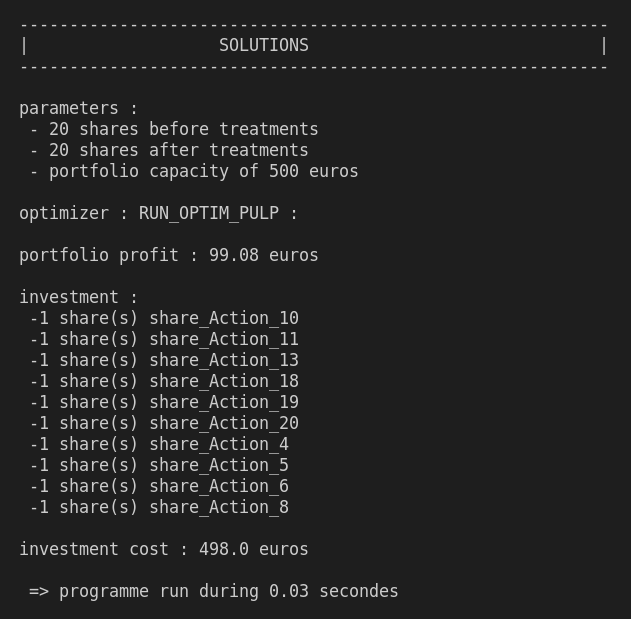 -----------------------------------------------------------
|                   SOLUTIONS                             |
-----------------------------------------------------------
parameters :
 - 20 shares before treatments
 - 20 shares after treatments
 - portfolio capacity of 500 euros
optimizer : RUN_OPTIM_PULP :
portfolio profit : 99.08 euros
investment :
 -1 share(s) share_Action_10
 -1 share(s) share_Action_11
 -1 share(s) share_Action_13
 -1 share(s) share_Action_18
 -1 share(s) share_Action_19
 -1 share(s) share_Action_20
 -1 share(s) share_Action_4
 -1 share(s) share_Action_5
 -1 share(s) share_Action_6
 -1 share(s) share_Action_8
investment cost : 498.0 euros
 => programme run during 0.03 secondes